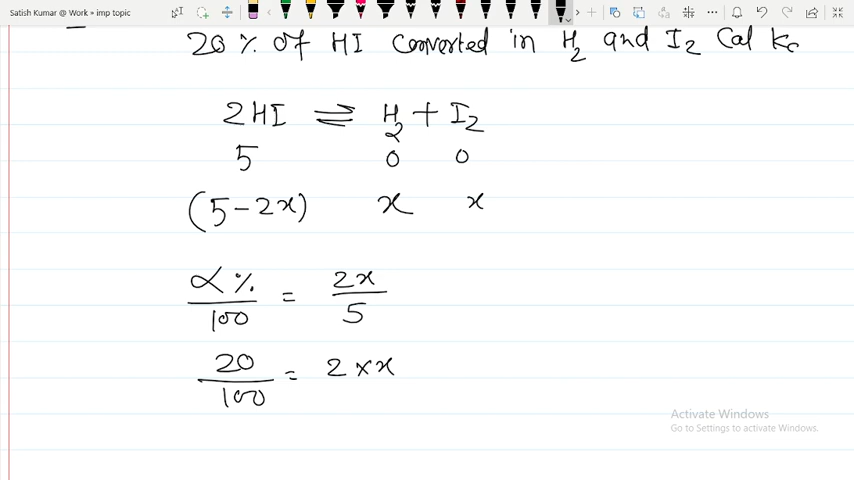 Satish Kumar @ Work » imp topic
20 % of HI Converted in H₂ and I₂ Cal Kc
2HI ⇌ H₂ + I₂
5 0 0
(5-2x) x x
α% / 100 = 2x / 5
20 / 100 = 2 × x
Activate Windows
Go to Settings to activate Windows.